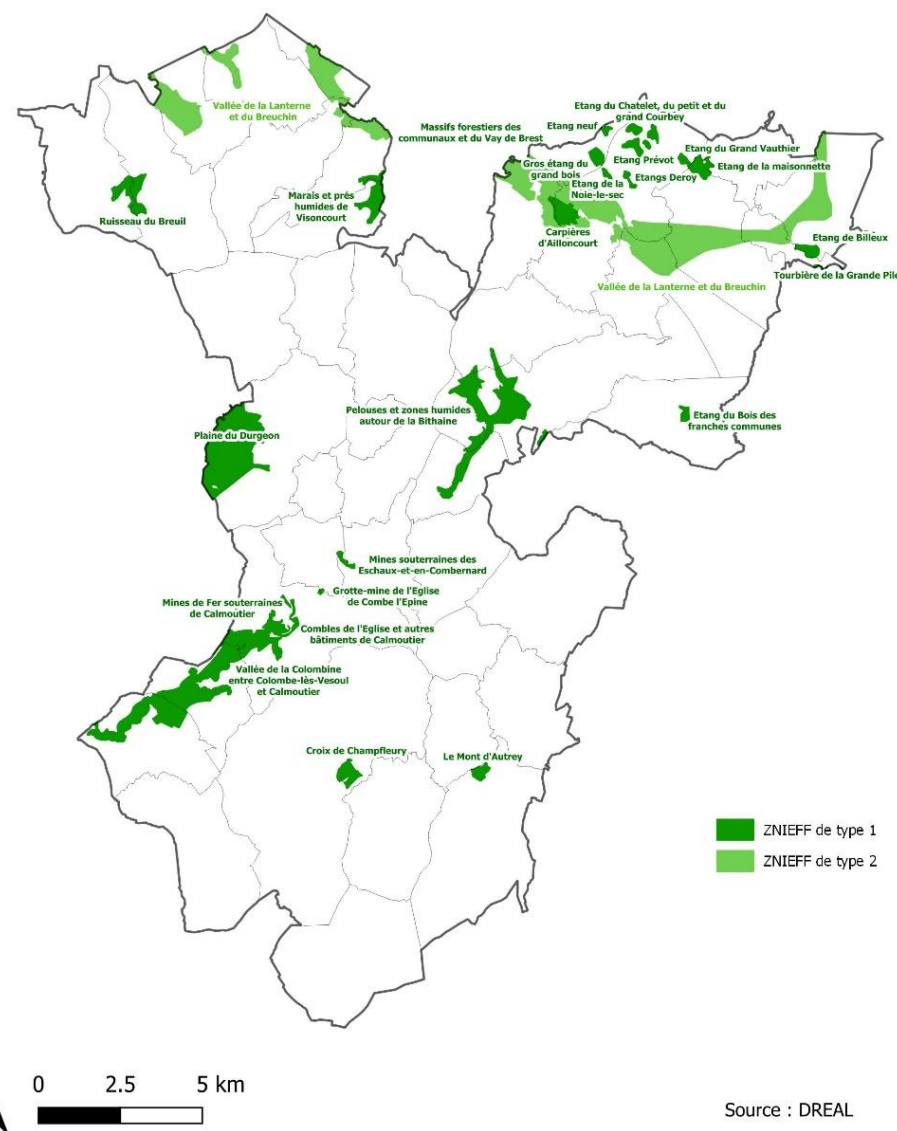 Vallée de la Lanterne
et du Breuchin
Massifs forestiers des
communaux et du Vay de Brest
Etang du Chatelet, du petit et du
grand Courbey
Etang neuf
Etang Prévot
Etang du Grand Vauthier
Etang de la maisonnette
Gros étang du
grand bois
Etang de la
Noie-le-sec
Etangs Deroy
Ruisseau du Breuil
Marais et prés
humides de
Visoncourt
Carpières
d'Ailloncourt
Etang de Billeux
Tourbière de la Grande Pile
Vallée de la Lanterne et du Breuchin
Pelouses et zones humides
autour de la Bithaine
Etang du Bois des
franches communes
Plaine du Durgeon
Mines souterraines des
Eschaux-et-en-Combernard
Grotte-mine de l'Eglise
de Combe l'Epine
Mines de Fer souterraines
de Calmoutier
Combles de l'Eglise et autres
bâtiments de Calmoutier
Vallée de la Colombine
entre Colombe-lès-Vesoul
et Calmoutier
Croix de Champfleury
Le Mont d'Autrey
ZNIEFF de type 1
ZNIEFF de type 2
0 2.5 5 km
Source : DREAL